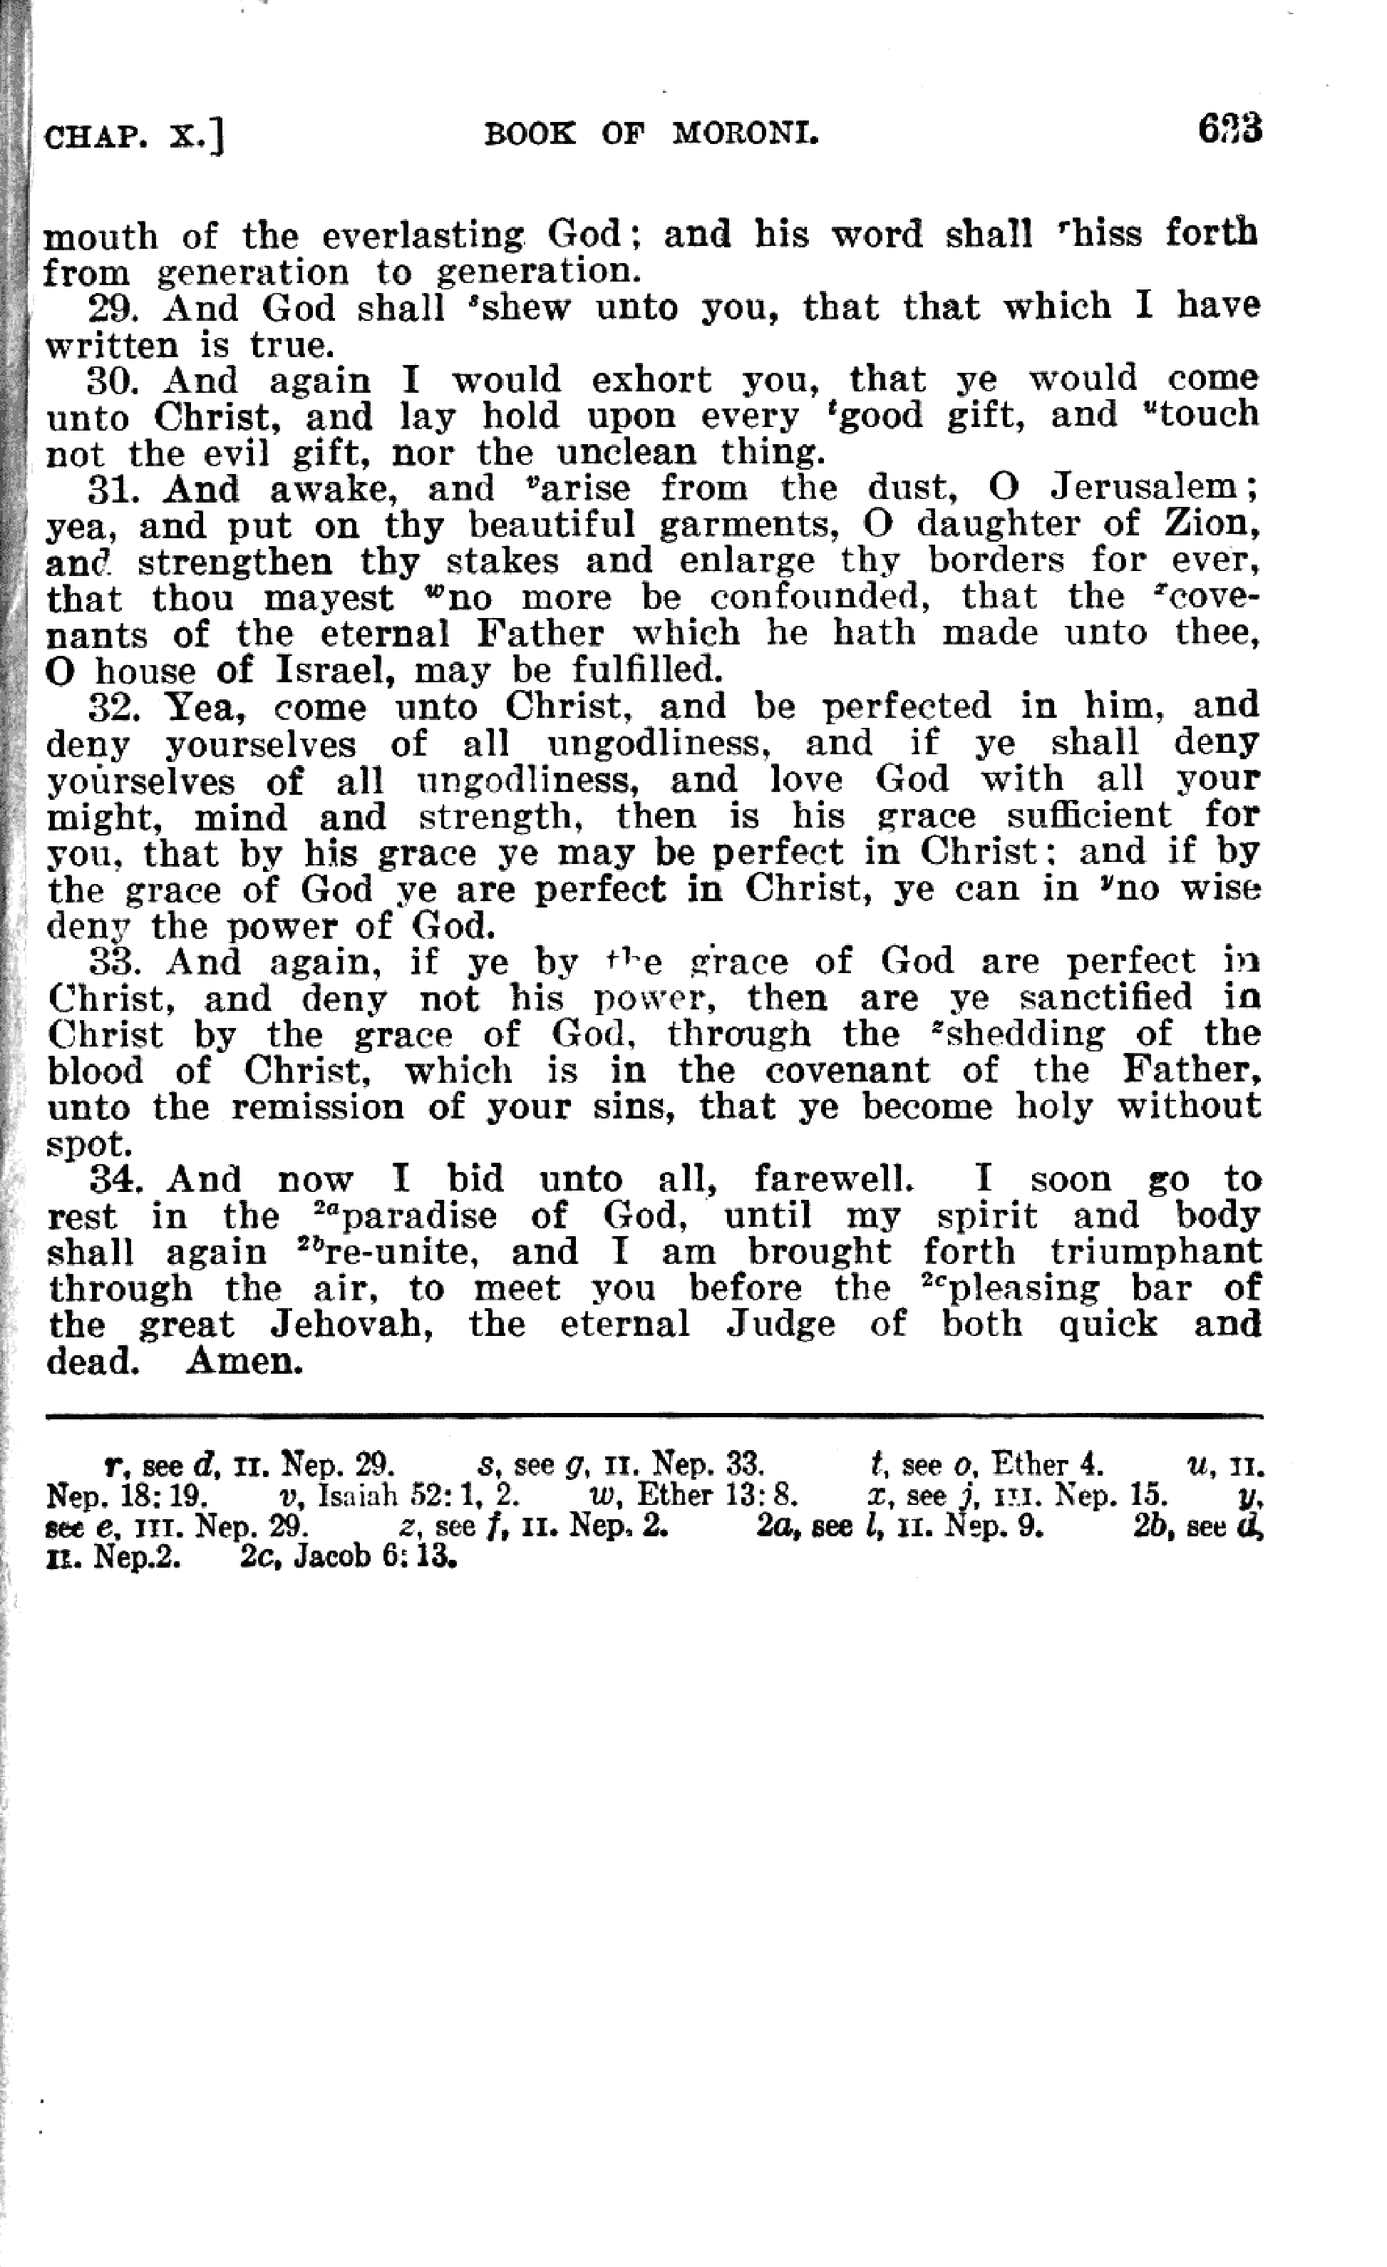 CHAP. X.] BOOK OF MORONI. 633
mouth of the everlasting God; and his word shall ʳhiss forth
from generation to generation.
29. And God shall ˢshew unto you, that that which I have
written is true.
30. And again I would exhort you, that ye would come
unto Christ, and lay hold upon every ᵗgood gift, and ᵘtouch
not the evil gift, nor the unclean thing.
31. And awake, and ᵛarise from the dust, O Jerusalem;
yea, and put on thy beautiful garments, O daughter of Zion,
and strengthen thy stakes and enlarge thy borders for ever,
that thou mayest ʷno more be confounded, that the ˣcove-
nants of the eternal Father which he hath made unto thee,
O house of Israel, may be fulfilled.
32. Yea, come unto Christ, and be perfected in him, and
deny yourselves of all ungodliness, and if ye shall deny
yourselves of all ungodliness, and love God with all your
might, mind and strength, then is his grace sufficient for
you, that by his grace ye may be perfect in Christ; and if by
the grace of God ye are perfect in Christ, ye can in ʸno wise
deny the power of God.
33. And again, if ye by the grace of God are perfect in
Christ, and deny not his power, then are ye sanctified in
Christ by the grace of God, through the ᶻshedding of the
blood of Christ, which is in the covenant of the Father,
unto the remission of your sins, that ye become holy without
spot.
34. And now I bid unto all, farewell. I soon go to
rest in the ²ᵃparadise of God, until my spirit and body
shall again ²ᵇre-unite, and I am brought forth triumphant
through the air, to meet you before the ²ᶜpleasing bar of
the great Jehovah, the eternal Judge of both quick and
dead. Amen.
r, see d, II. Nep. 29. s, see g, II. Nep. 33. t, see o, Ether 4. u, II.
Nep. 18: 19. v, Isaiah 52: 1, 2. w, Ether 13: 8. x, see j, III. Nep. 15. y,
see e, III. Nep. 29. z, see f, II. Nep. 2. 2a, see l, II. Nep. 9. 2b, see d,
II. Nep.2. 2c, Jacob 6: 13.